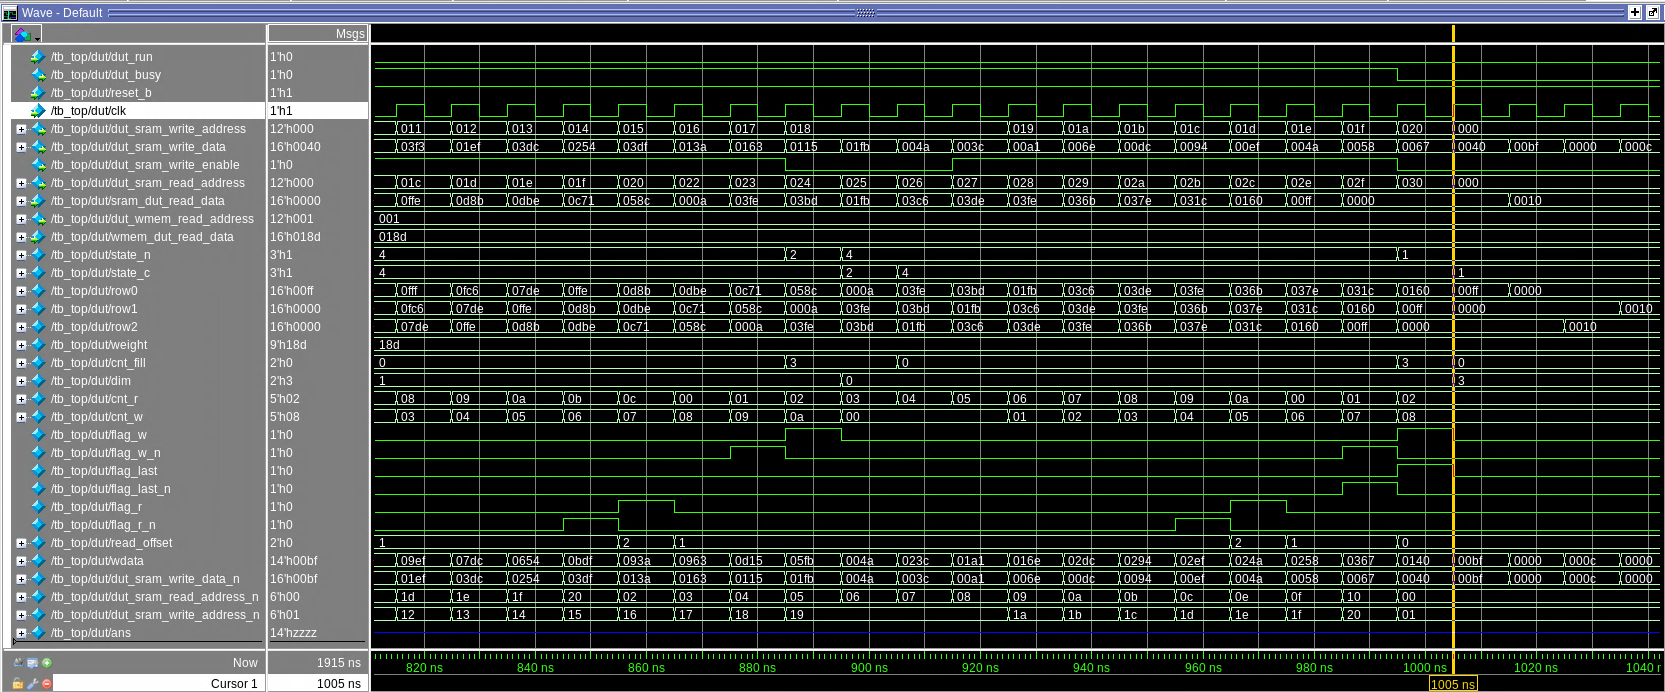 Wave - Default
Msgs
/tb_top/dut/dut_run 1'h0
/tb_top/dut/dut_busy 1'h0
/tb_top/dut/reset_b 1'h1
/tb_top/dut/clk 1'h1
/tb_top/dut/dut_sram_write_address 12'h000 011 012 013 014 015 016 017 018 019 01a 01b 01c 01d 01e 01f 020 000
/tb_top/dut/dut_sram_write_data 16'h0040 03f3 01ef 03dc 0254 03df 013a 0163 0115 01fb 004a 003c 00a1 006e 00dc 0094 00ef 004a 0058 0067 0040 00bf 0000 000c
/tb_top/dut/dut_sram_write_enable 1'h0
/tb_top/dut/dut_sram_read_address 12'h000 01c 01d 01e 01f 020 022 023 024 025 026 027 028 029 02a 02b 02c 02e 02f 030 000
/tb_top/dut/sram_dut_read_data 16'h0000 0ffe 0d8b 0dbe 0c71 058c 000a 03fe 03bd 01fb 03c6 03de 03fe 036b 037e 031c 0160 00ff 0000 0010
/tb_top/dut/dut_wmem_read_address 12'h001 001
/tb_top/dut/wmem_dut_read_data 16'h018d 018d
/tb_top/dut/state_n 3'h1 4 2 4 1
/tb_top/dut/state_c 3'h1 4 2 4 1
/tb_top/dut/row0 16'h00ff 0fff 0fc6 07de 0ffe 0d8b 0dbe 0c71 058c 000a 03fe 03bd 01fb 03c6 03de 03fe 036b 037e 031c 0160 00ff 0000
/tb_top/dut/row1 16'h0000 0fc6 07de 0ffe 0d8b 0dbe 0c71 058c 000a 03fe 03bd 01fb 03c6 03de 03fe 036b 037e 031c 0160 00ff 0000 0010
/tb_top/dut/row2 16'h0000 07de 0ffe 0d8b 0dbe 0c71 058c 000a 03fe 03bd 01fb 03c6 03de 03fe 036b 037e 031c 0160 00ff 0000 0010
/tb_top/dut/weight 9'h18d 18d
/tb_top/dut/cnt_fill 2'h0 0 3 0 3 0
/tb_top/dut/dim 2'h3 1 0 3
/tb_top/dut/cnt_r 5'h02 08 09 0a 0b 0c 00 01 02 03 04 05 06 07 08 09 0a 00 01 02
/tb_top/dut/cnt_w 5'h08 03 04 05 06 07 08 09 0a 00 01 02 03 04 05 06 07 08
/tb_top/dut/flag_w 1'h0
/tb_top/dut/flag_w_n 1'h0
/tb_top/dut/flag_last 1'h0
/tb_top/dut/flag_last_n 1'h0
/tb_top/dut/flag_r 1'h0
/tb_top/dut/flag_r_n 1'h0
/tb_top/dut/read_offset 2'h0 1 2 1 2 1 0
/tb_top/dut/wdata 14'h00bf 09ef 07dc 0654 0bdf 093a 0963 0d15 05fb 004a 023c 01a1 016e 02dc 0294 02ef 024a 0258 0367 0140 00bf 0000 000c 0000
/tb_top/dut/dut_sram_write_data_n 16'h00bf 01ef 03dc 0254 03df 013a 0163 0115 01fb 004a 003c 00a1 006e 00dc 0094 00ef 004a 0058 0067 0040 00bf 0000 000c 0000
/tb_top/dut/dut_sram_read_address_n 6'h00 1d 1e 1f 20 02 03 04 05 06 07 08 09 0a 0b 0c 0e 0f 10 00
/tb_top/dut/dut_sram_write_address_n 6'h01 12 13 14 15 16 17 18 19 1a 1b 1c 1d 1e 1f 20 01
/tb_top/dut/ans 14'hzzzz
Now 1915 ns 820 ns 840 ns 860 ns 880 ns 900 ns 920 ns 940 ns 960 ns 980 ns 1000 ns 1020 ns 1040 r
Cursor 1 1005 ns 1005 ns